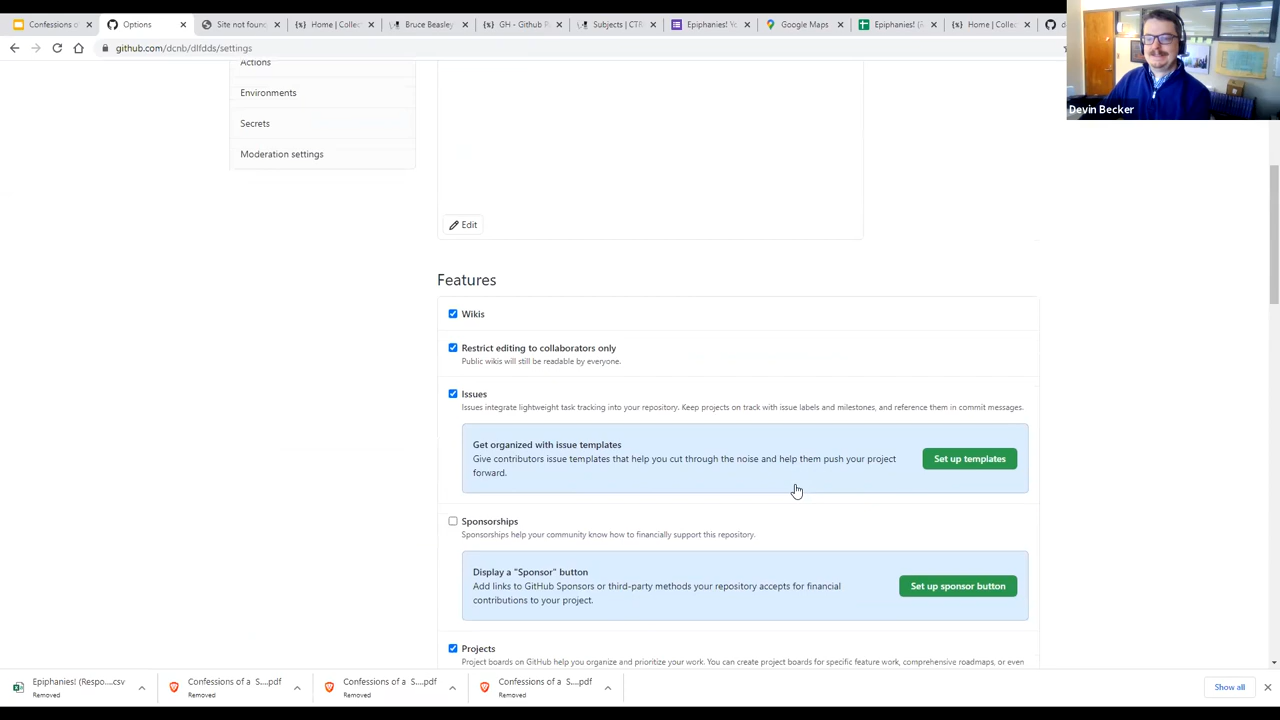 Confessions o
Options
Site not foun
Home | Collec
Bruce Beasley
GH - Github R
Subjects | CTR
Epiphanies! Yo
Google Maps
Epiphanies! (
Home | Collec
github.com/dcnb/dlfdds/settings
Devin Becker
Actions
Environments
Secrets
Moderation settings
Edit
Features
Wikis
Restrict editing to collaborators only
Public wikis will still be readable by everyone.
Issues
Issues integrate lightweight task tracking into your repository. Keep projects on track with issue labels and milestones, and reference them in commit messages.
Get organized with issue templates
Give contributors issue templates that help you cut through the noise and help them push your project
forward.
Set up templates
Sponsorships
Sponsorships help your community know how to financially support this repository.
Display a "Sponsor" button
Add links to GitHub Sponsors or third-party methods your repository accepts for financial
contributions to your project.
Set up sponsor button
Projects
Project boards on GitHub help you organize and prioritize your work. You can create project boards for specific feature work, comprehensive roadmaps, or even
Epiphanies! (Respo....csv
Removed
Confessions of a S....pdf
Removed
Confessions of a S....pdf
Removed
Confessions of a S....pdf
Removed
Show all